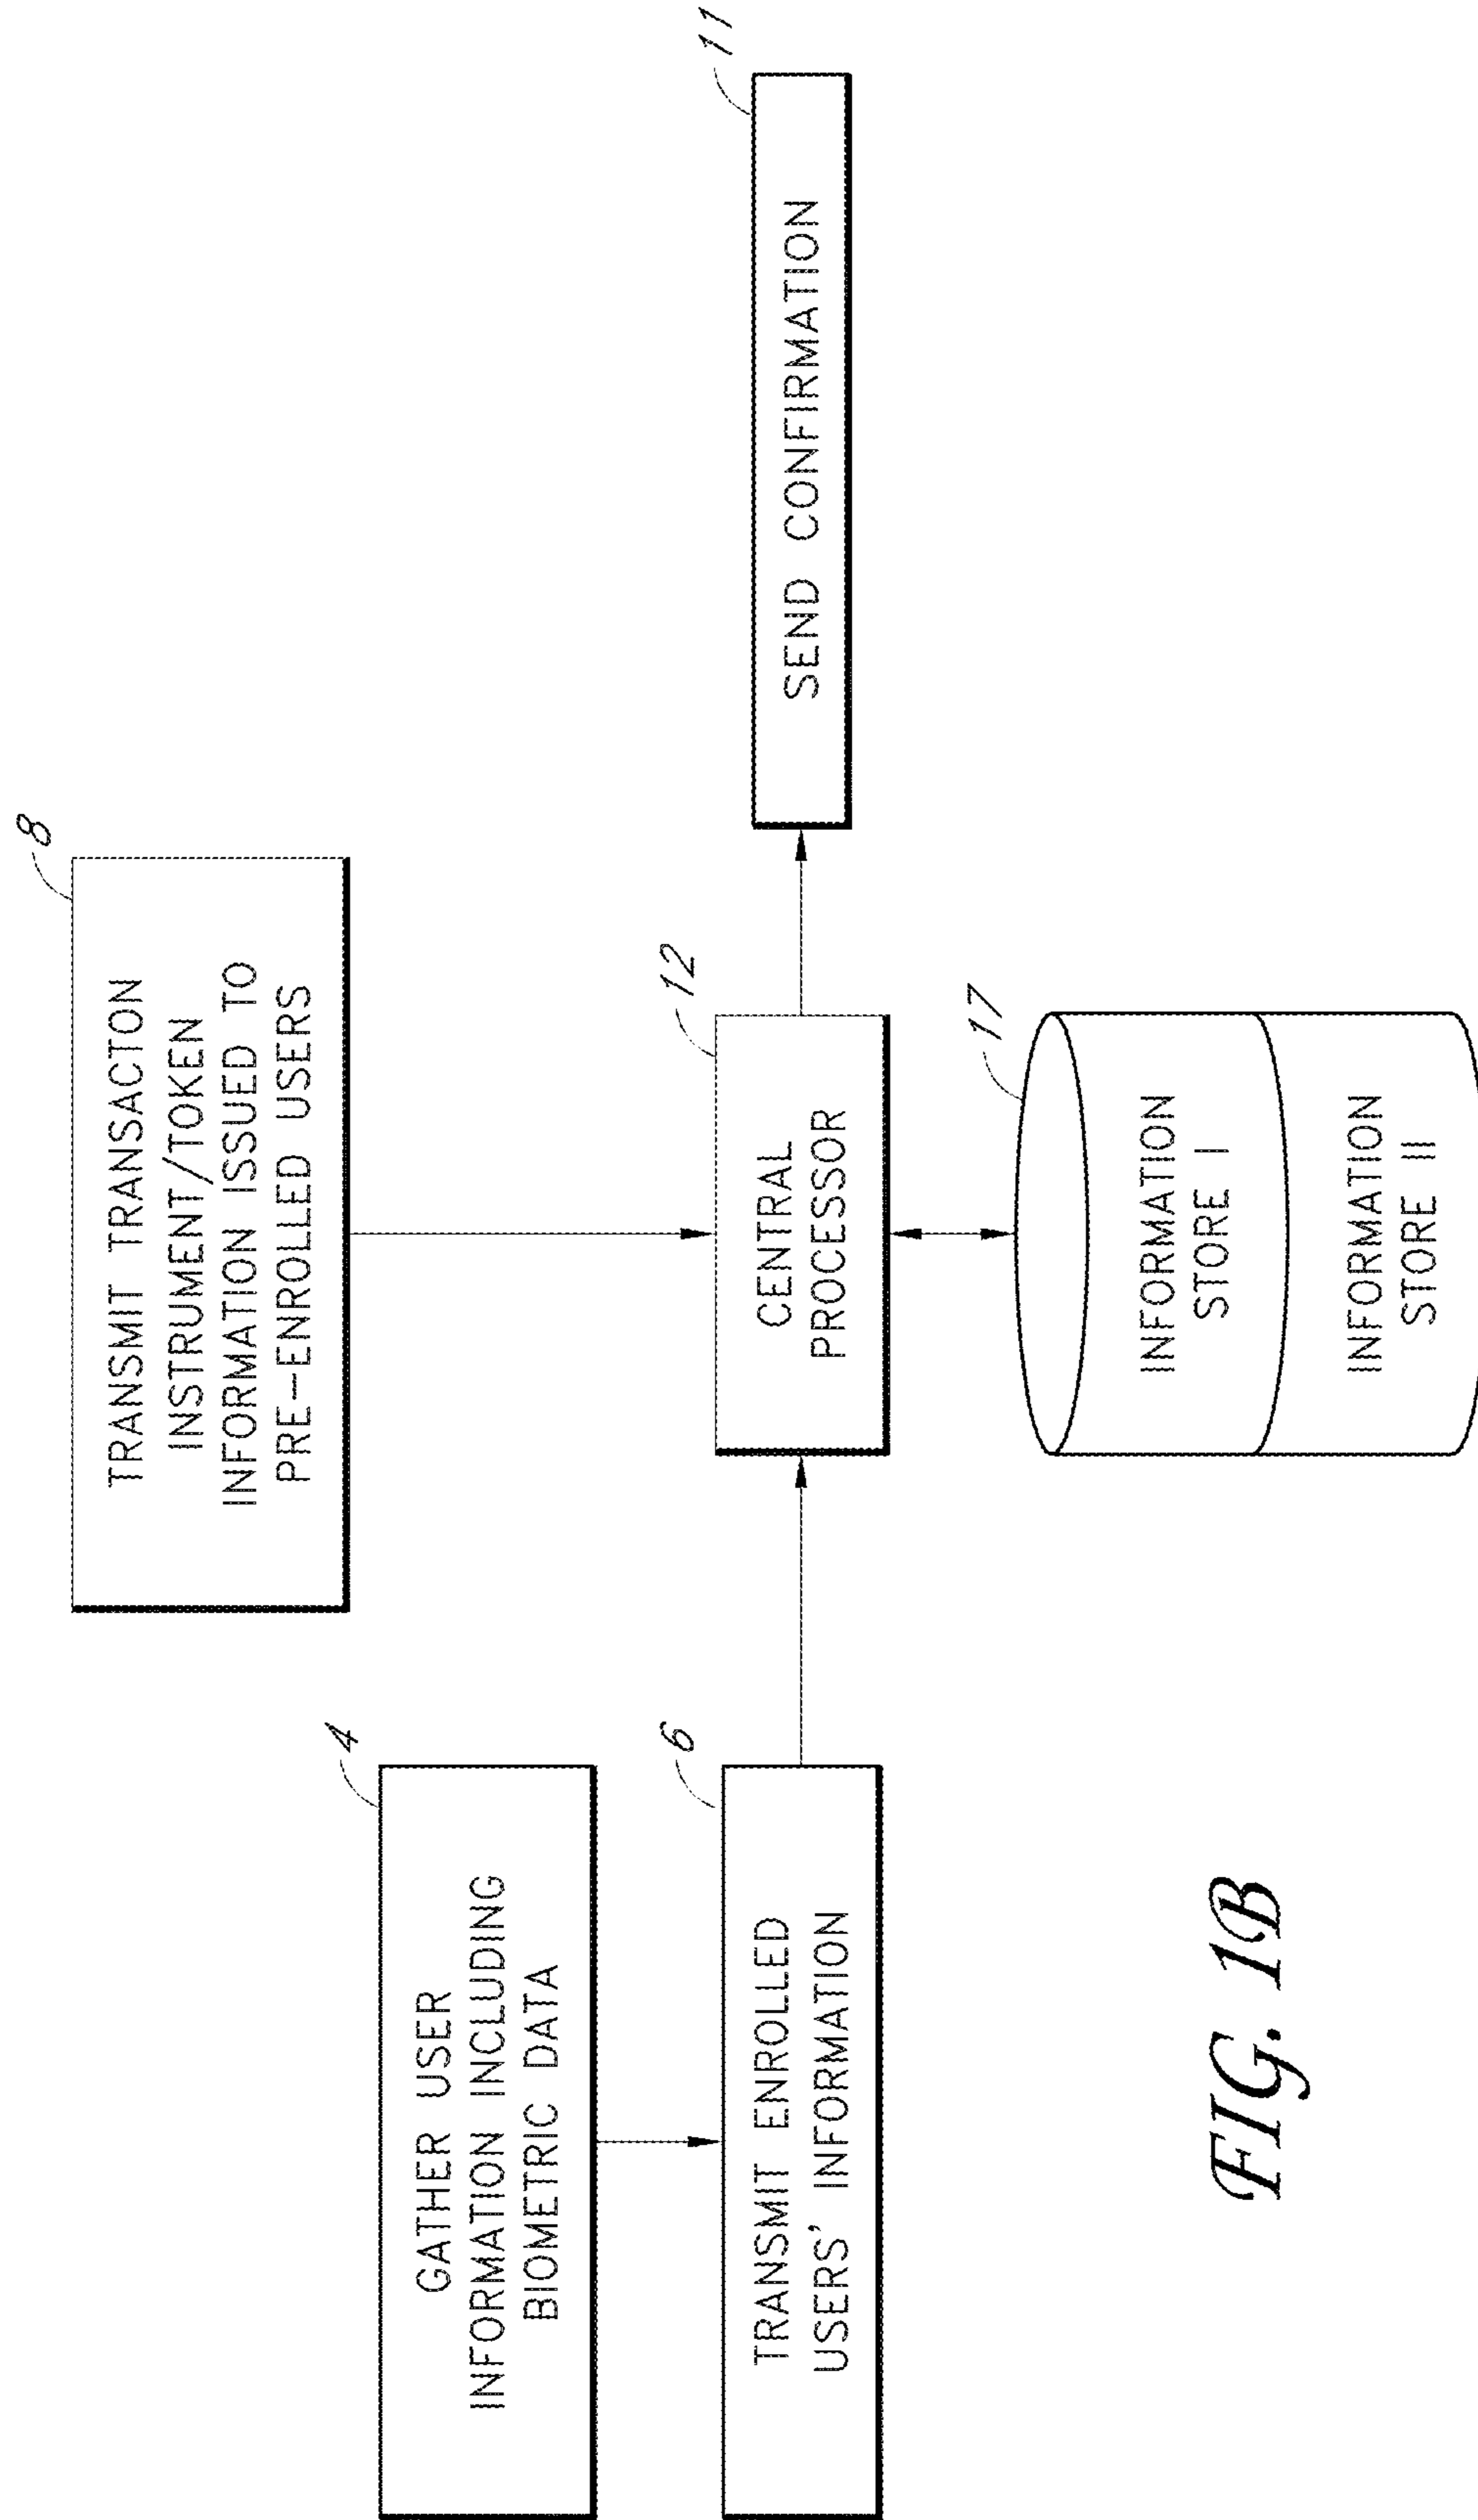 8
TRANSMIT TRANSACTON
INSTRUMENT/TOKEN
INFORMATION ISSUED TO
PRE-ENROLLED USERS
4
GATHER USER
INFORMATION INCLUDING
BIOMETRIC DATA
6
TRANSMIT ENROLLED
USERS' INFORMATION
12
CENTRAL
PROCESSOR
11
SEND CONFIRMATION
17
INFORMATION
STORE I
INFORMATION
STORE II
FIG. 1B